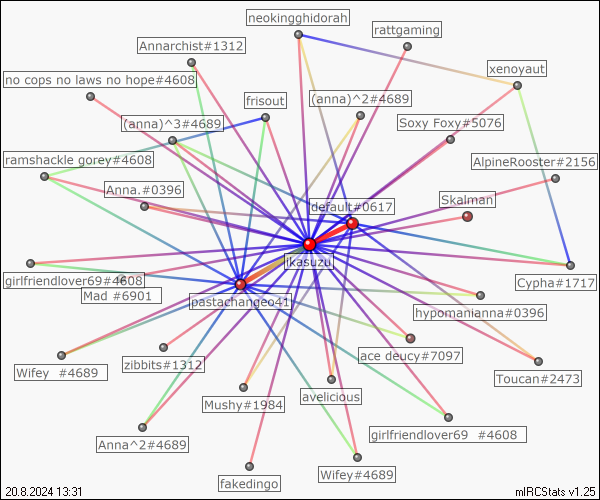 neokingghidorah
rattgaming
Annarchist#1312
xenoyaut
no cops no laws no hope#4608
frisout
(anna)^2#4689
(anna)^3#4689
Soxy Foxy#5076
ramshackle gorey#4608
AlpineRooster#2156
Anna.#0396
Skalman
default#0617
lkasuzu
girlfriendlover69#4608
Cypha#1717
Mad #6901
pastachangeo41
hypomanianna#0396
ace deucy#7097
zibbits#1312
Wifey #4689
Toucan#2473
avelicious
Mushy#1984
girlfriendlover69 #4608
Anna^2#4689
Wifey#4689
fakedingo
20.8.2024 13:31
mIRCStats v1.25